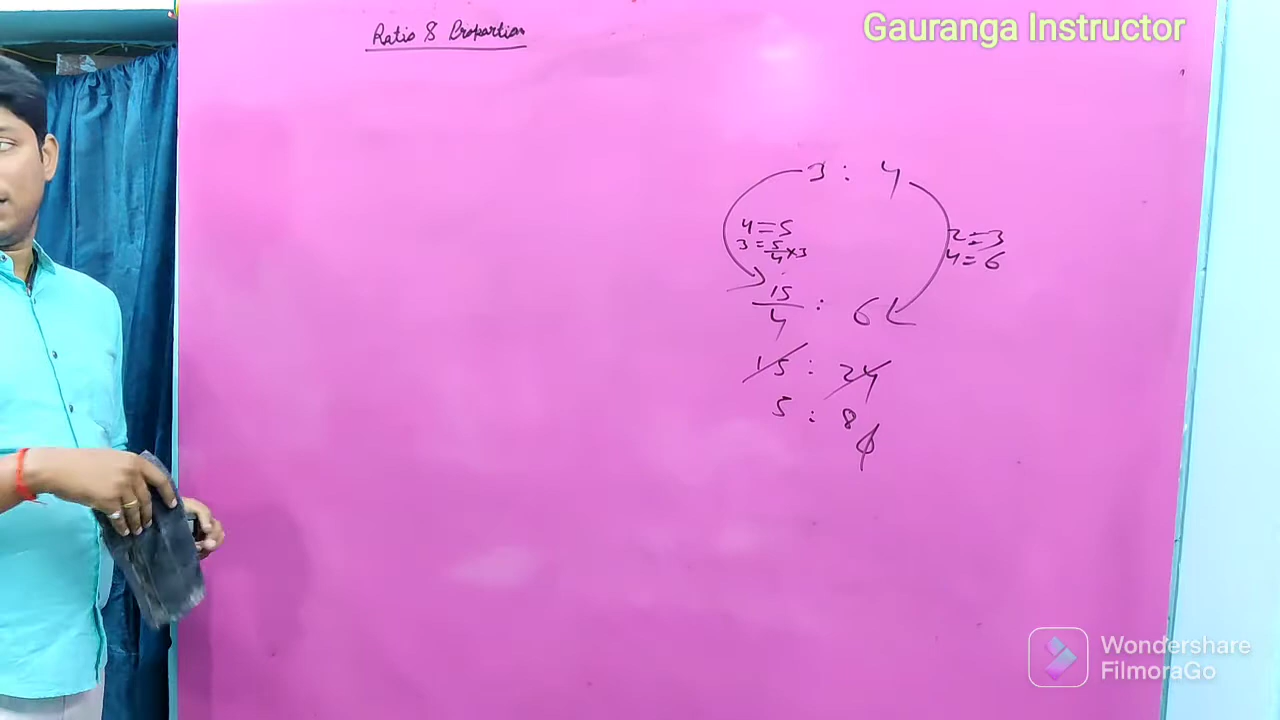 Ratio & Proportion
Gauranga Instructor
3 : 4
4 = 5
3 = 5/4 × 3
2 = 3
4 = 6
15/4 : 6
15 : 24
5 : 8
Wondershare
FilmoraGo